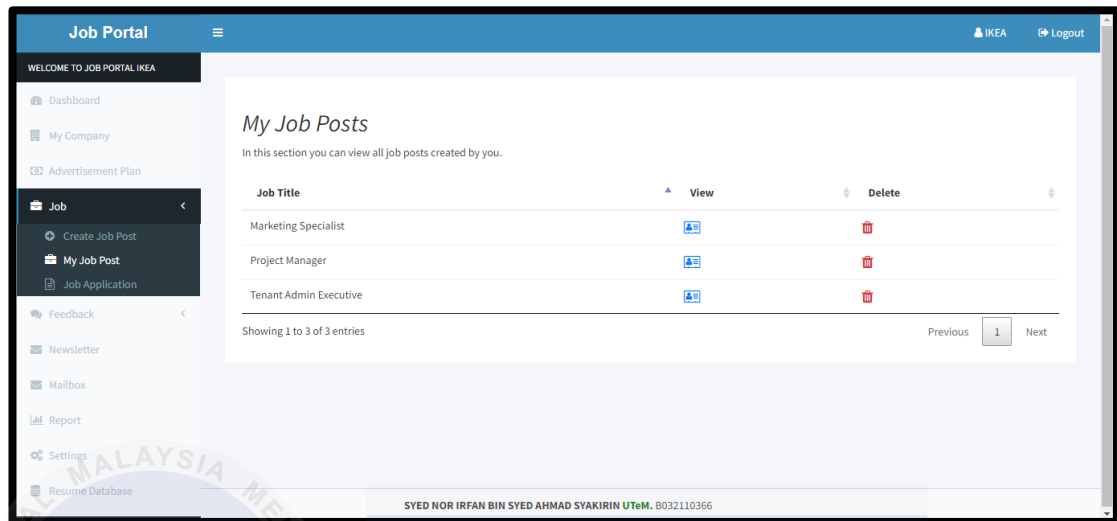 Job Portal
IKEA
Logout
WELCOME TO JOB PORTAL IKEA
Dashboard
My Company
Advertisement Plan
Job
Create Job Post
My Job Post
Job Application
Feedback
Newsletter
Mailbox
Report
Settings
Resume Database
My Job Posts
In this section you can view all job posts created by you.
Job Title View Delete
Marketing Specialist
Project Manager
Tenant Admin Executive
Showing 1 to 3 of 3 entries
Previous 1 Next
SYED NOR IRFAN BIN SYED AHMAD SYAKIRIN UTeM. B032110366
MALAYSIA